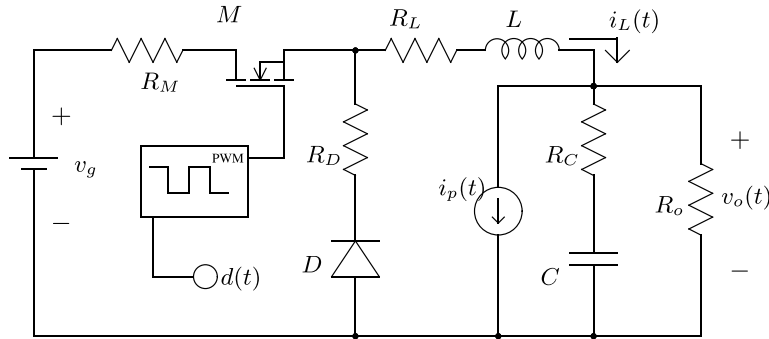 M
R_L
L
i_L(t)
R_M
+
v_g
−
PWM
d(t)
R_D
D
i_p(t)
R_C
C
R_o
+
v_o(t)
−